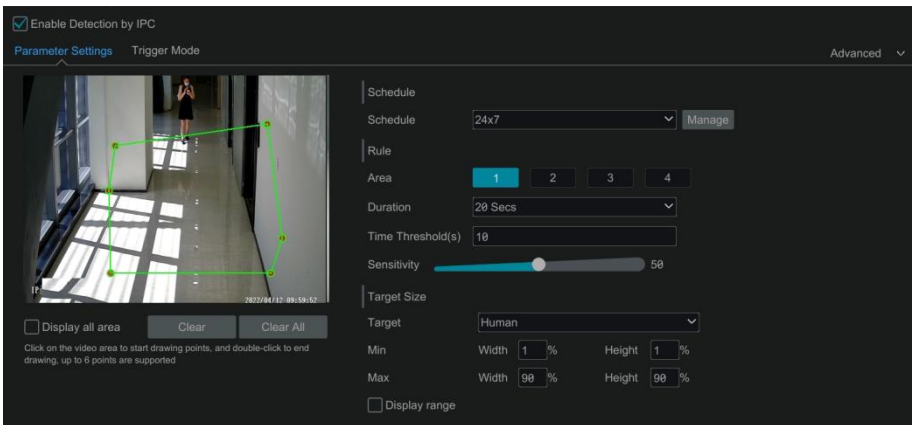 Enable Detection by IPC
Parameter Settings Trigger Mode Advanced
Schedule
Schedule 24x7 Manage
Rule
Area 1 2 3 4
Duration 20 Secs
Time Threshold(s) 10
Sensitivity 50
2022/04/12 09:59:52
Target Size
Display all area Clear Clear All
Target Human
Click on the video area to start drawing points, and double-click to end
drawing, up to 6 points are supported
Min Width 1 % Height 1 %
Max Width 90 % Height 90 %
Display range